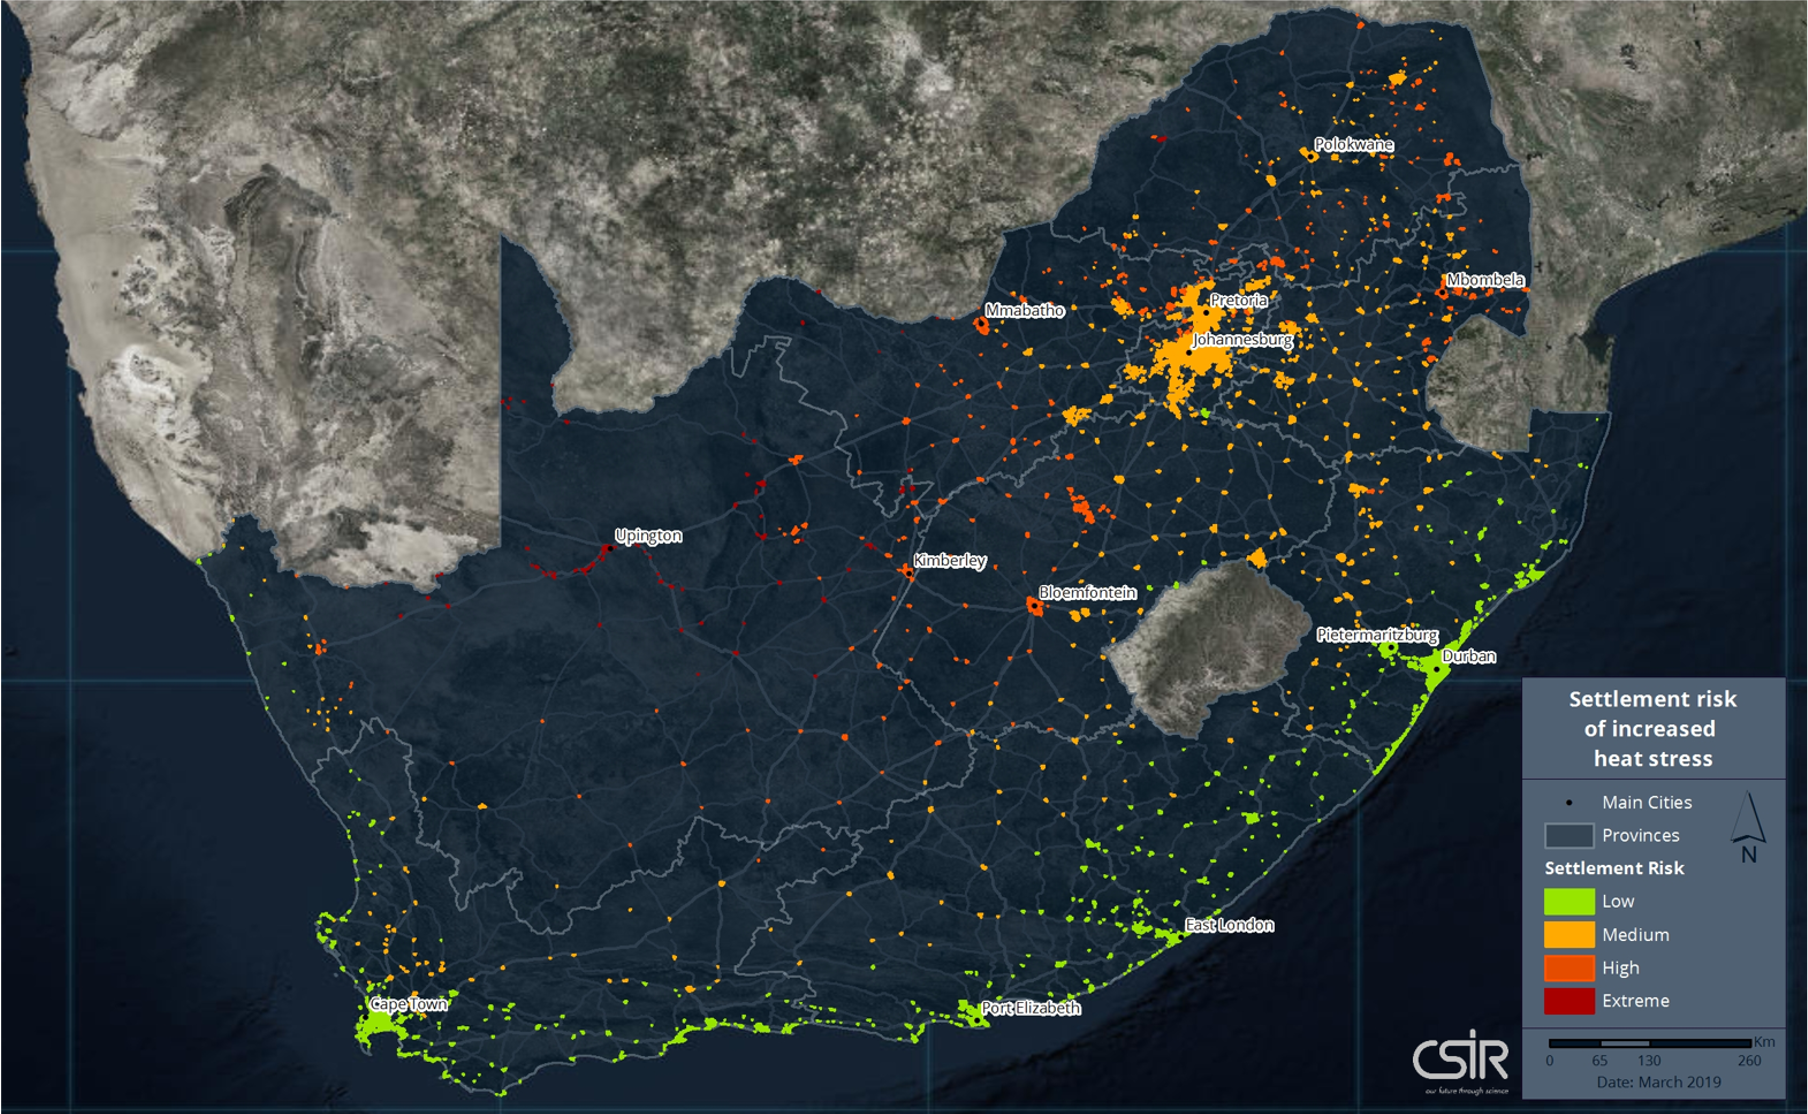 Polokwane
Mbombela
Pretoria
Mmabatho
Johannesburg
Upington
Kimberley
Bloemfontein
Pietermaritzburg
Durban
East London
Cape Town
Port Elizabeth
Settlement risk
of increased
heat stress
Main Cities
Provinces
N
Settlement Risk
Low
Medium
High
Extreme
Km
0 65 130 260
Date: March 2019
CSIR
our future through science